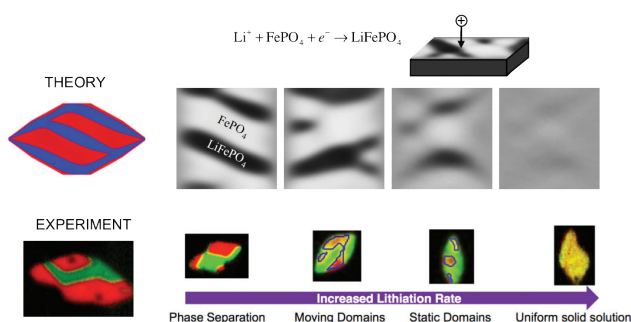 Li⁺ + FePO₄ + e⁻ → LiFePO₄
THEORY
FePO₄
LiFePO₄
EXPERIMENT
Increased Lithiation Rate
Phase Separation Moving Domains Static Domains Uniform solid solution